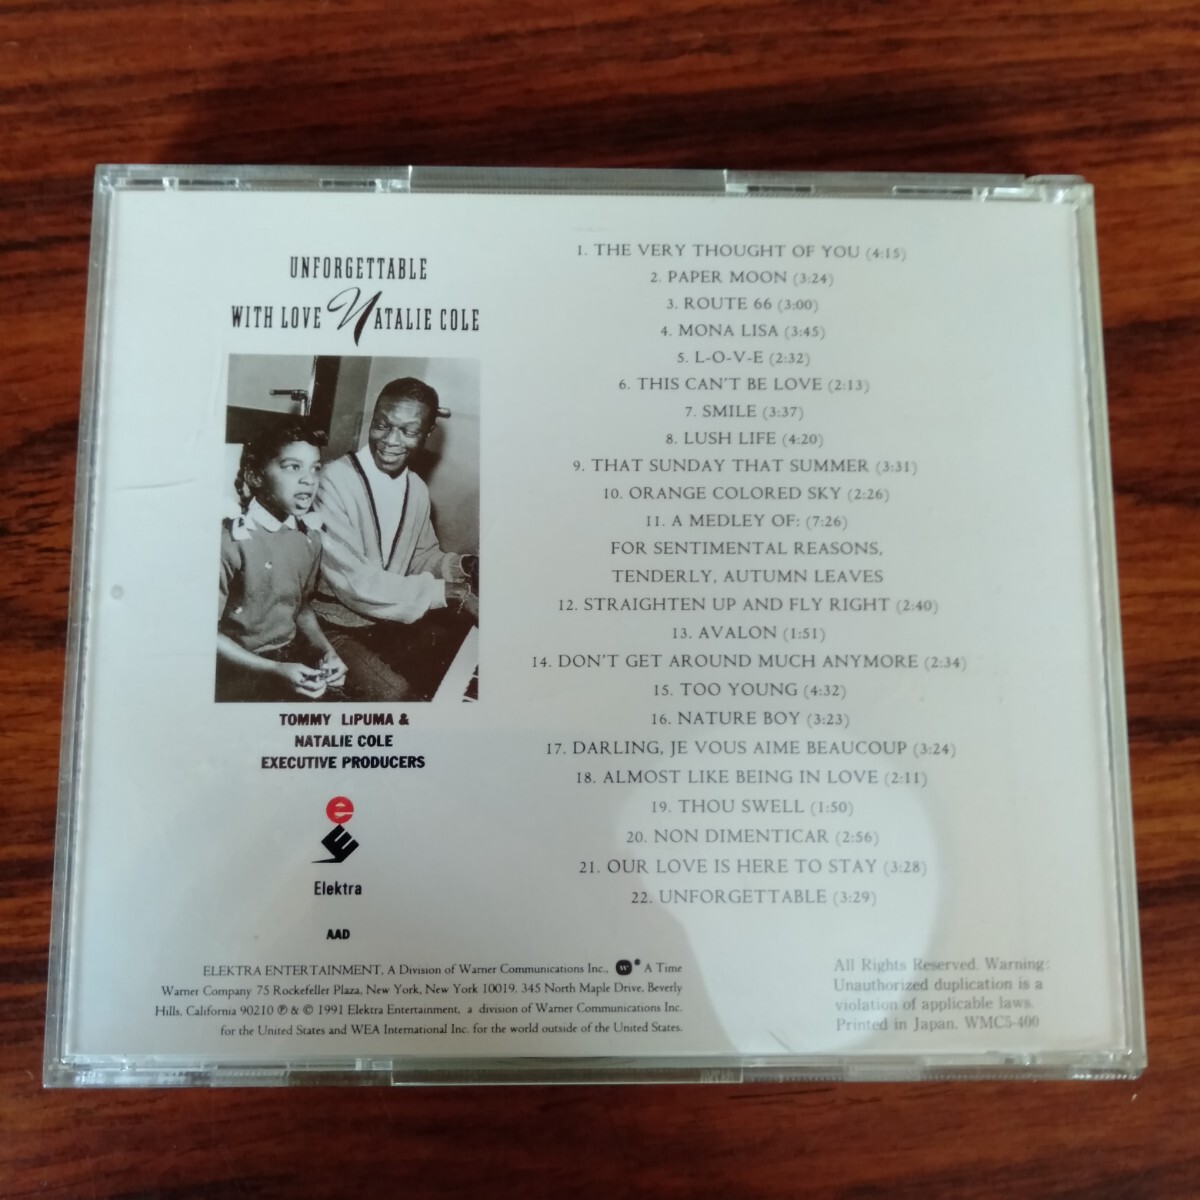 UNFORGETTABLE
WITH LOVE NATALIE COLE
TOMMY LiPUMA &
NATALIE COLE
EXECUTIVE PRODUCERS
e
E
Elektra
AAD
1. THE VERY THOUGHT OF YOU (4:15)
2. PAPER MOON (3:24)
3. ROUTE 66 (3:00)
4. MONA LISA (3:45)
5. L-O-V-E (2:32)
6. THIS CAN'T BE LOVE (2:13)
7. SMILE (3:37)
8. LUSH LIFE (4:20)
9. THAT SUNDAY THAT SUMMER (3:31)
10. ORANGE COLORED SKY (2:26)
11. A MEDLEY OF: (7:26)
FOR SENTIMENTAL REASONS,
TENDERLY, AUTUMN LEAVES
12. STRAIGHTEN UP AND FLY RIGHT (2:40)
13. AVALON (1:51)
14. DON'T GET AROUND MUCH ANYMORE (2:34)
15. TOO YOUNG (4:32)
16. NATURE BOY (3:23)
17. DARLING, JE VOUS AIME BEAUCOUP (3:24)
18. ALMOST LIKE BEING IN LOVE (2:11)
19. THOU SWELL (1:50)
20. NON DIMENTICAR (2:56)
21. OUR LOVE IS HERE TO STAY (3:28)
22. UNFORGETTABLE (3:29)
ELEKTRA ENTERTAINMENT, A Division of Warner Communications Inc., W A Time
Warner Company 75 Rockefeller Plaza, New York, New York 10019. 345 North Maple Drive, Beverly
Hills, California 90210 ℗ & © 1991 Elektra Entertainment, a division of Warner Communications Inc.
for the United States and WEA International Inc. for the world outside of the United States.
All Rights Reserved. Warning:
Unauthorized duplication is a
violation of applicable laws.
Printed in Japan. WMC5-400